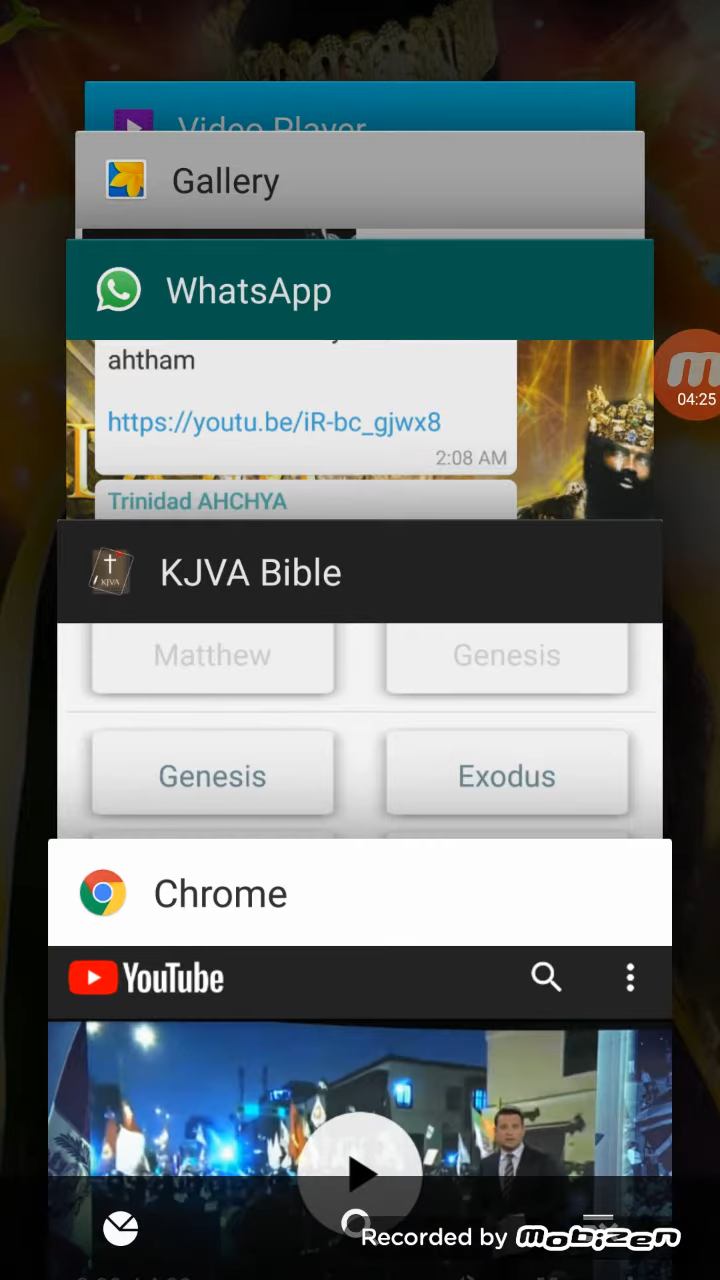 Video Player
Gallery
WhatsApp
ahtham
https://youtu.be/iR-bc_gjwx8
2:08 AM
Trinidad AHCHYA
04:25
KJVA
KJVA Bible
Matthew
Genesis
Genesis
Exodus
Chrome
YouTube
Recorded by mobizen